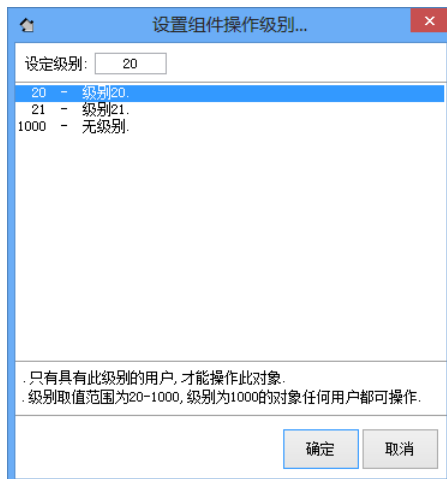 设置组件操作级别...
设定级别: 20
20 - 级别20.
21 - 级别21.
1000 - 无级别.
.只有具有此级别的用户,才能操作此对象.
.级别取值范围为20-1000,级别为1000的对象任何用户都可操作.
确定 取消